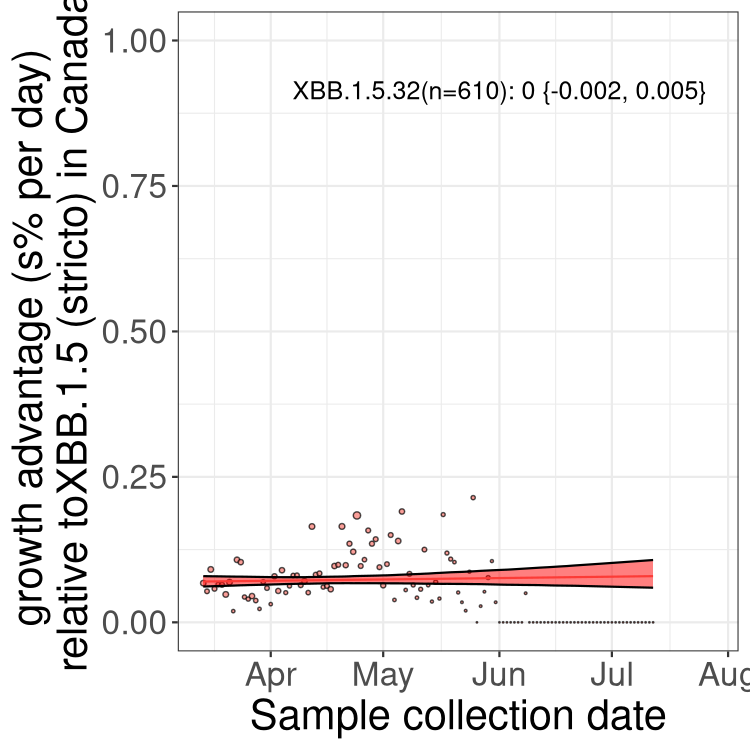 growth advantage (s% per day)
relative toXBB.1.5 (stricto) in Canada
1.00
0.75
0.50
0.25
0.00
XBB.1.5.32(n=610): 0 {-0.002, 0.005}
Apr May Jun Jul Aug
Sample collection date